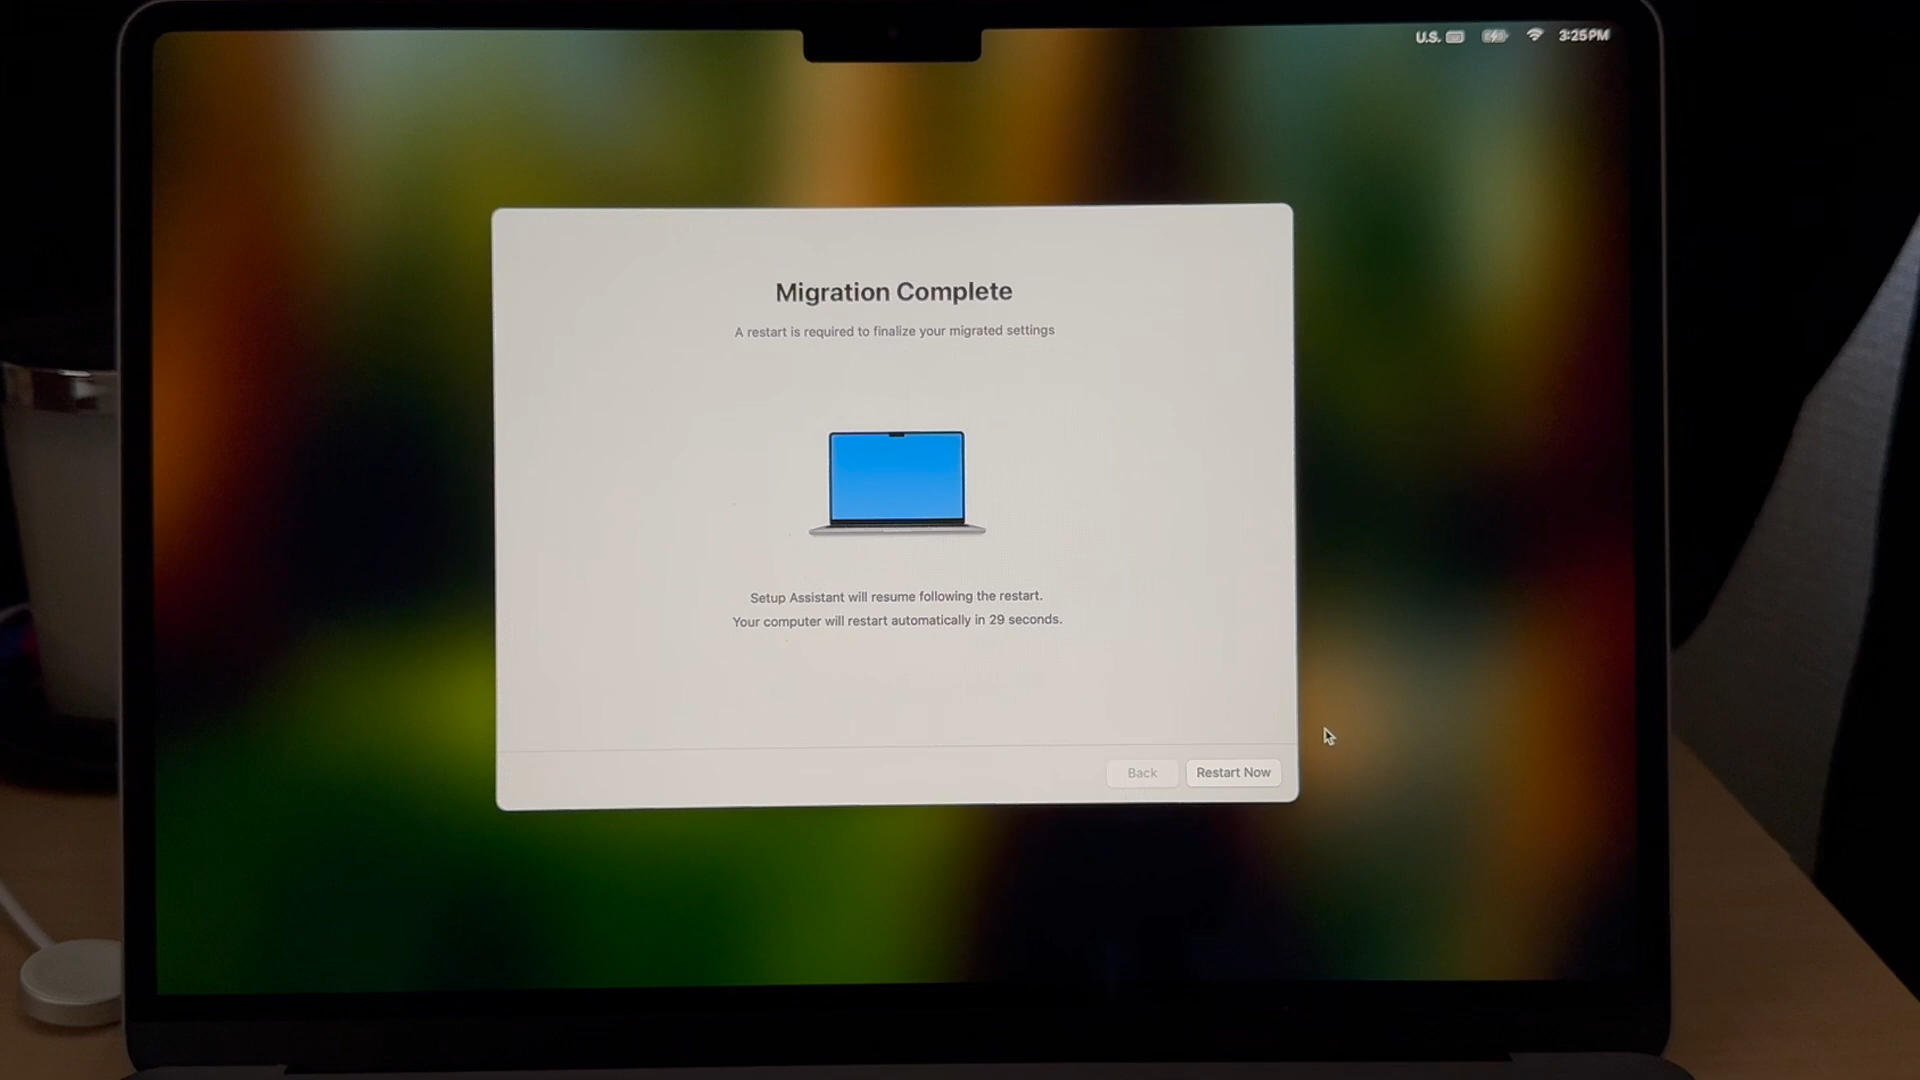 U.S. 3:25PM
Migration Complete
A restart is required to finalize your migrated settings
Setup Assistant will resume following the restart.
Your computer will restart automatically in 29 seconds.
Back Restart Now